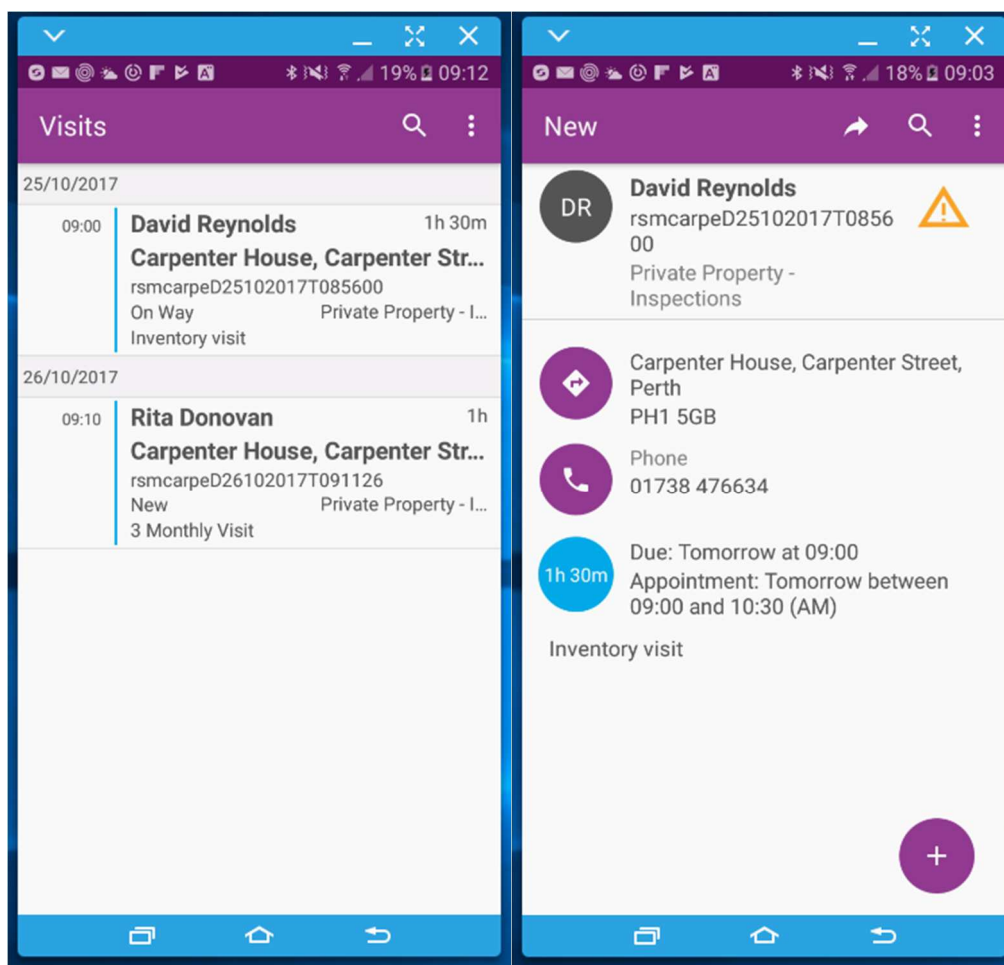 19% 09:12
Visits
25/10/2017
09:00 David Reynolds 1h 30m
Carpenter House, Carpenter Str...
rsmcarpeD25102017T085600
On Way Private Property - I...
Inventory visit
26/10/2017
09:10 Rita Donovan 1h
Carpenter House, Carpenter Str...
rsmcarpeD26102017T091126
New Private Property - I...
3 Monthly Visit
18% 09:03
New
DR David Reynolds
rsmcarpeD25102017T0856
00
Private Property -
Inspections
Carpenter House, Carpenter Street,
Perth
PH1 5GB
Phone
01738 476634
1h 30m
Due: Tomorrow at 09:00
Appointment: Tomorrow between
09:00 and 10:30 (AM)
Inventory visit